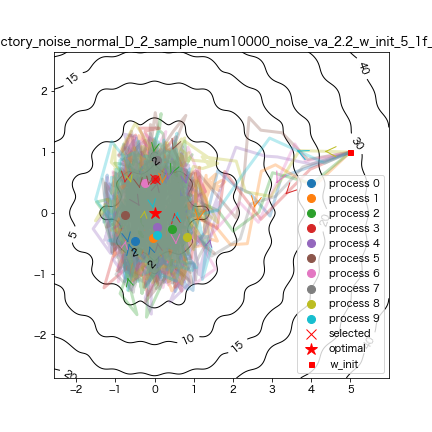 ctory_noise_normal_D_2_sample_num10000_noise_va_2.2_w_init_5_1f_
15
40
30
2
5
2
2
10
15
20
2
1
0
−1
−2
−2
−1
0
1
2
3
4
5
process 0
process 1
process 2
process 3
process 4
process 5
process 6
process 7
process 8
process 9
selected
optimal
w_init